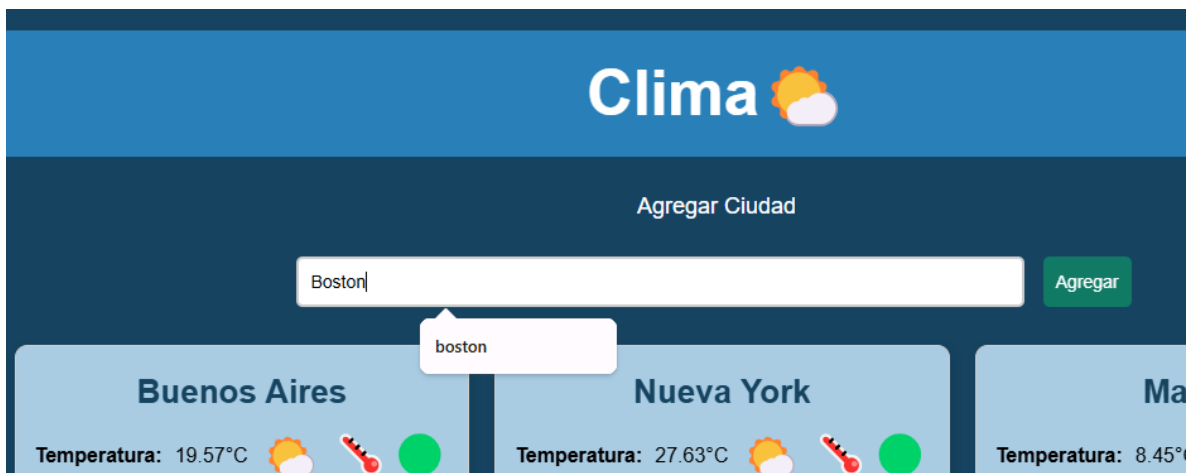 Clima
Agregar Ciudad
Boston
Agregar
boston
Buenos Aires
Nueva York
Ma
Temperatura: 19.57°C
Temperatura: 27.63°C
Temperatura: 8.45°